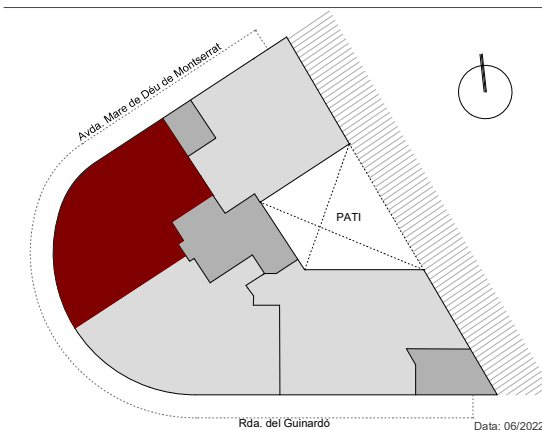 Avda. Mare de Déu de Montserrat
PATI
Rda. del Guinardó
Data: 06/2022